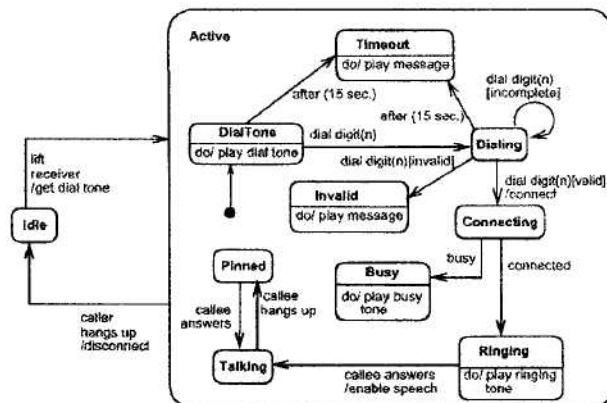 Active
Timeout
do/ play message
dial digit(n)
[incomplete]
after (15 sec.)
after (15 sec.)
DialTone
do/ play dial tone
dial digit(n)
Dialing
dial digit(n)[invalid]
lift
receiver
/get dial tone
Invalid
do/ play message
dial digit(n)[valid]
/connect
Idle
Connecting
Pinned
Busy
do/ play busy
tone
busy
connected
callee
answers
callee
hangs up
caller
hangs up
/disconnect
Talking
callee answers
/enable speech
Ringing
do/ play ringing
tone